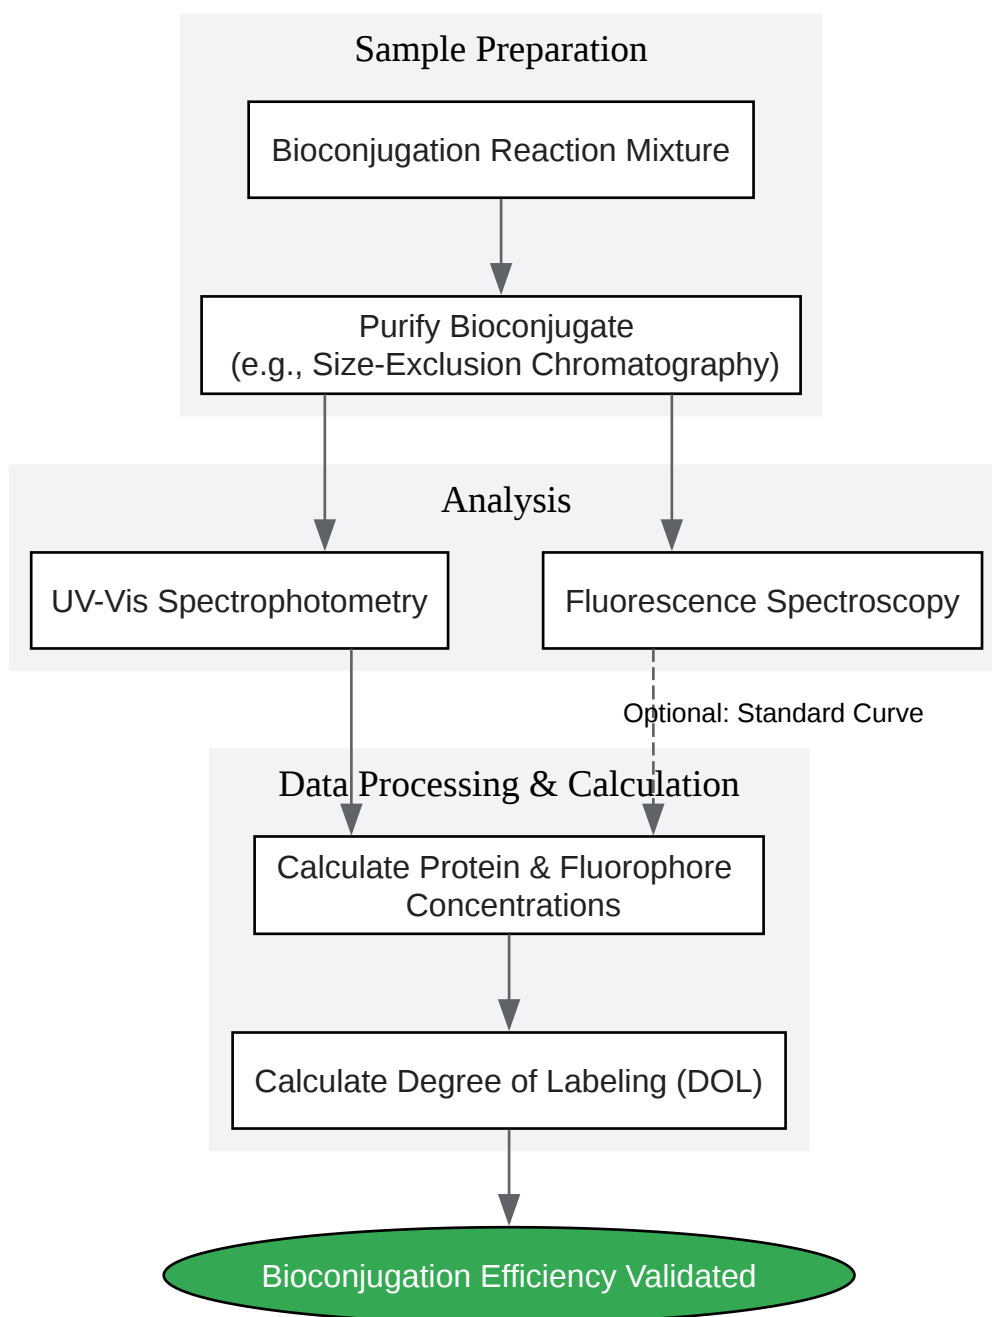 Sample Preparation
Bioconjugation Reaction Mixture
Purify Bioconjugate
(e.g., Size-Exclusion Chromatography)
Analysis
UV-Vis Spectrophotometry
Fluorescence Spectroscopy
Optional: Standard Curve
Data Processing & Calculation
Calculate Protein & Fluorophore
Concentrations
Calculate Degree of Labeling (DOL)
Bioconjugation Efficiency Validated